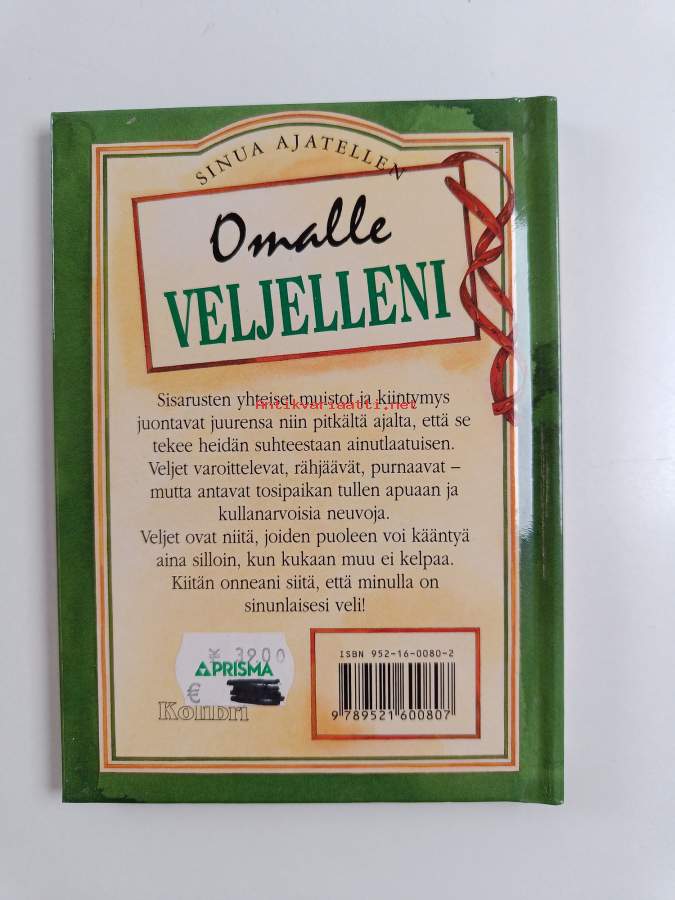 SINUA AJATELLEN
Omalle
VELJELLENI
Sisarusten yhteiset muistot ja kiintymys
Antikvariaatti.net
juontavat juurensa niin pitkältä ajalta, että se
tekee heidän suhteestaan ainutlaatuisen.
Veljet varoittelevat, rähjäävät, purnaavat –
mutta antavat tosipaikan tullen apuaan ja
kullanarvoisia neuvoja.
Veljet ovat niitä, joiden puoleen voi kääntyä
aina silloin, kun kukaan muu ei kelpaa.
Kiitän onneani siitä, että minulla on
sinunlaisesi veli!
3900
PRISMA
€
Kolibri
ISBN 952-16-0080-2
9 789521 600807